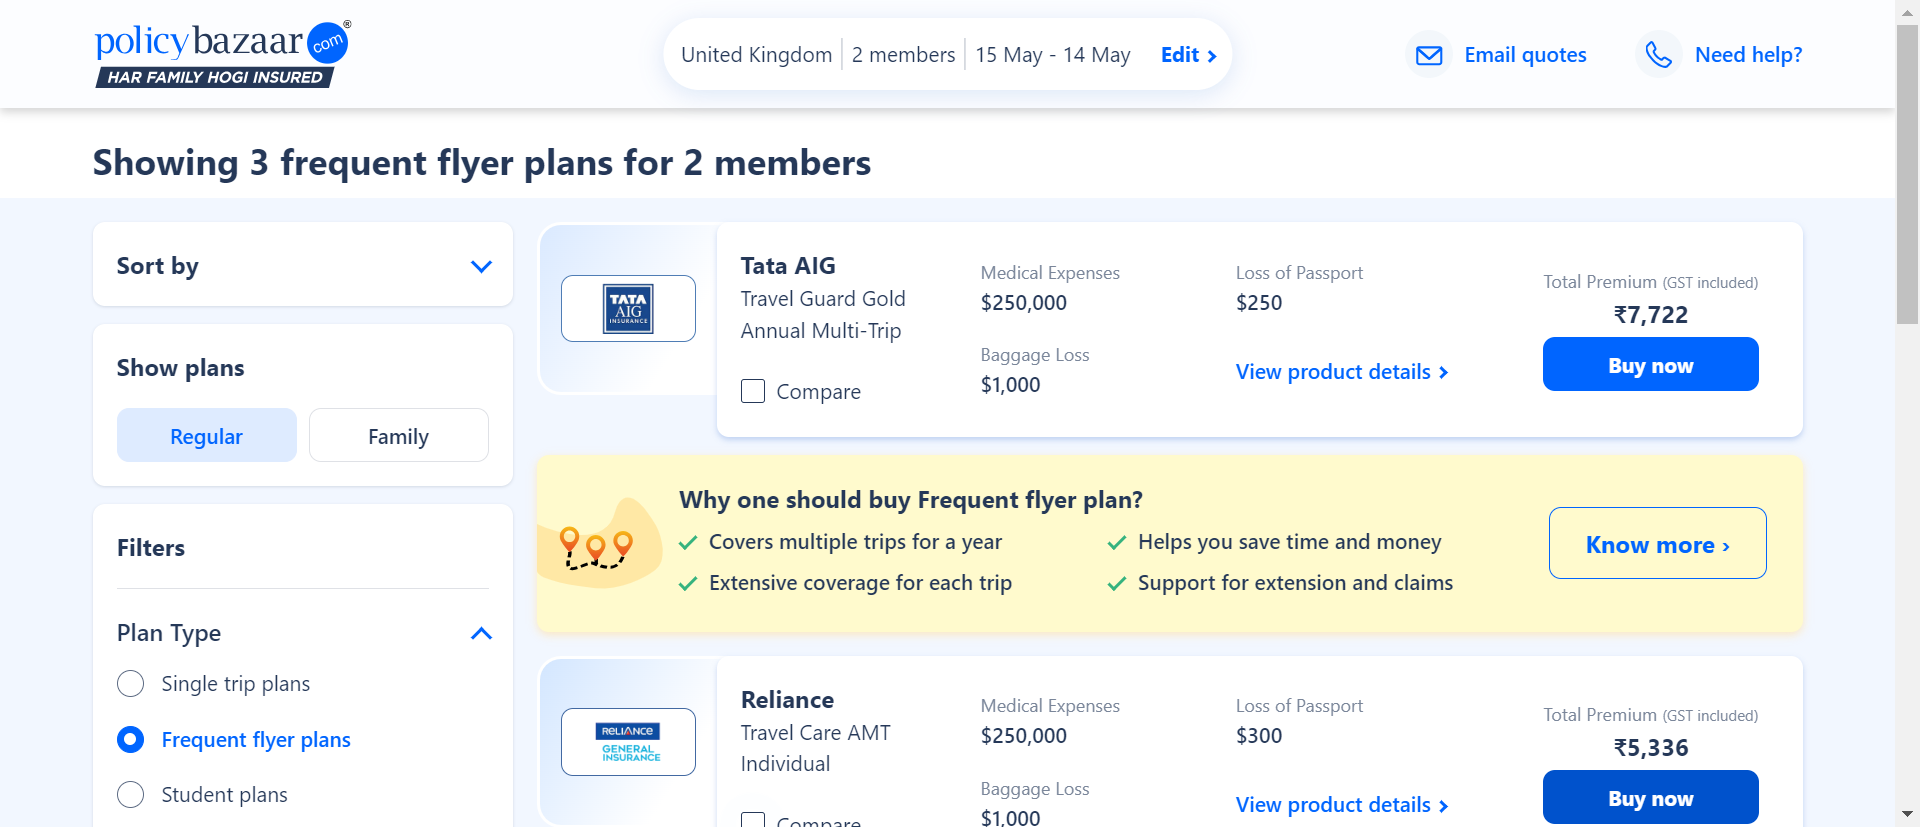 policybazaar com ®
HAR FAMILY HOGI INSURED
United Kingdom 2 members 15 May - 14 May Edit
Email quotes
Need help?
Showing 3 frequent flyer plans for 2 members
Sort by
Show plans
Regular Family
Filters
Plan Type
Single trip plans
Frequent flyer plans
Student plans
TATA
AIG
INSURANCE
Tata AIG
Travel Guard Gold
Annual Multi-Trip
Compare
Medical Expenses
$250,000
Baggage Loss
$1,000
Loss of Passport
$250
View product details
Total Premium (GST included)
₹7,722
Buy now
Why one should buy Frequent flyer plan?
Covers multiple trips for a year
Helps you save time and money
Extensive coverage for each trip
Support for extension and claims
Know more ›
RELIANCE
GENERAL
INSURANCE
Reliance
Travel Care AMT
Individual
Compare
Medical Expenses
$250,000
Baggage Loss
$1,000
Loss of Passport
$300
View product details
Total Premium (GST included)
₹5,336
Buy now